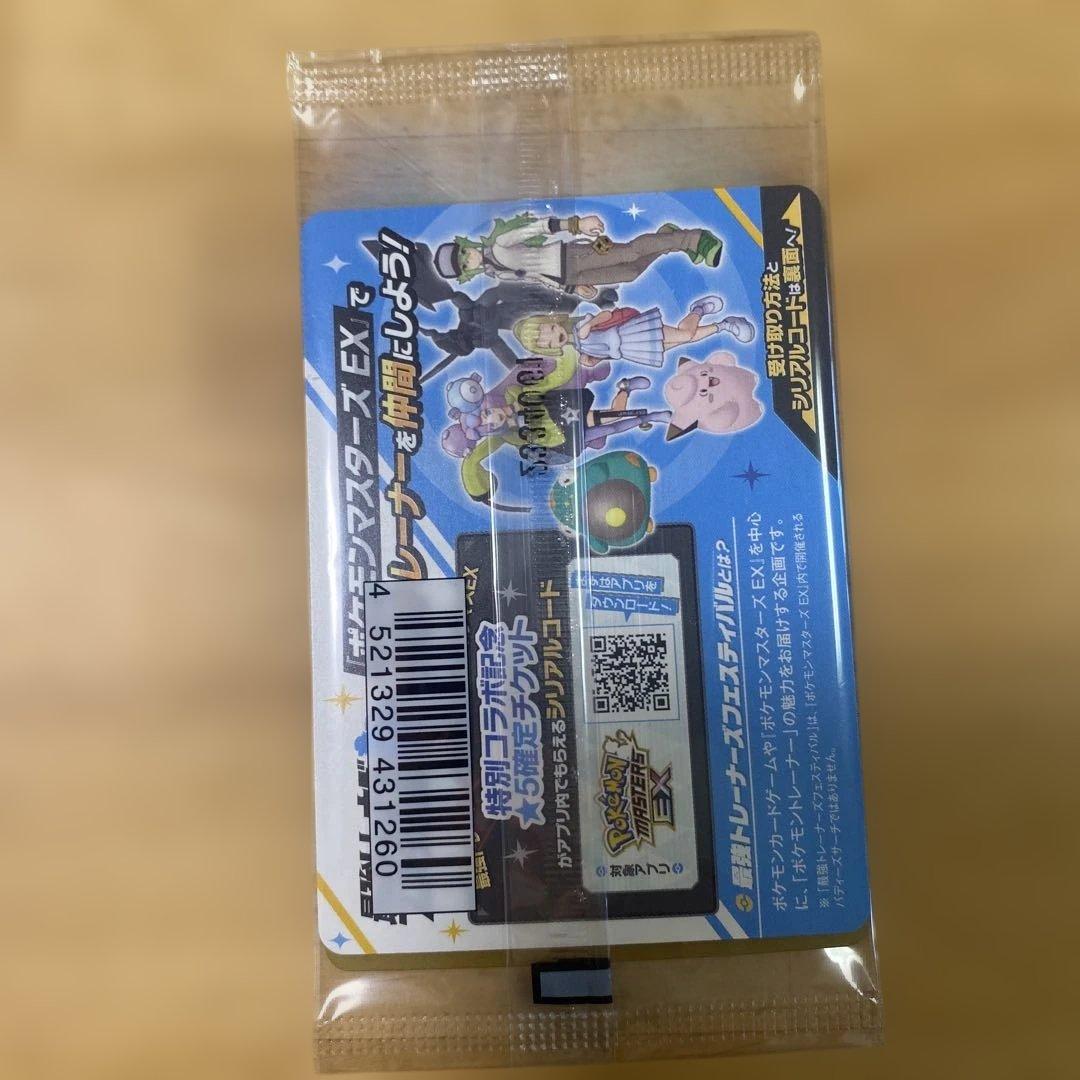 「ポケモンマスターズ EX」で
レーナーを仲間にしよう!
受け取り方法と
シリアルコードは裏面へ!
特別コラボ記念
★5確定チケット
がアプリ内でもらえるシリアルコード
まずはアプリを
ダウンロード!
POKéMON
MASTERS
EX
対象アプリ
最強トレーナーズフェスティバルとは?
ポケモンカードゲームや「ポケモンマスターズ EX」を中心
に、「ポケモントレーナー」の魅力をお届けする企画です。
※「最強トレーナーズフェスティバル」は、「ポケモンマスターズ EX」内で開催される
バディーズサーチではありません。
4 521329 431260